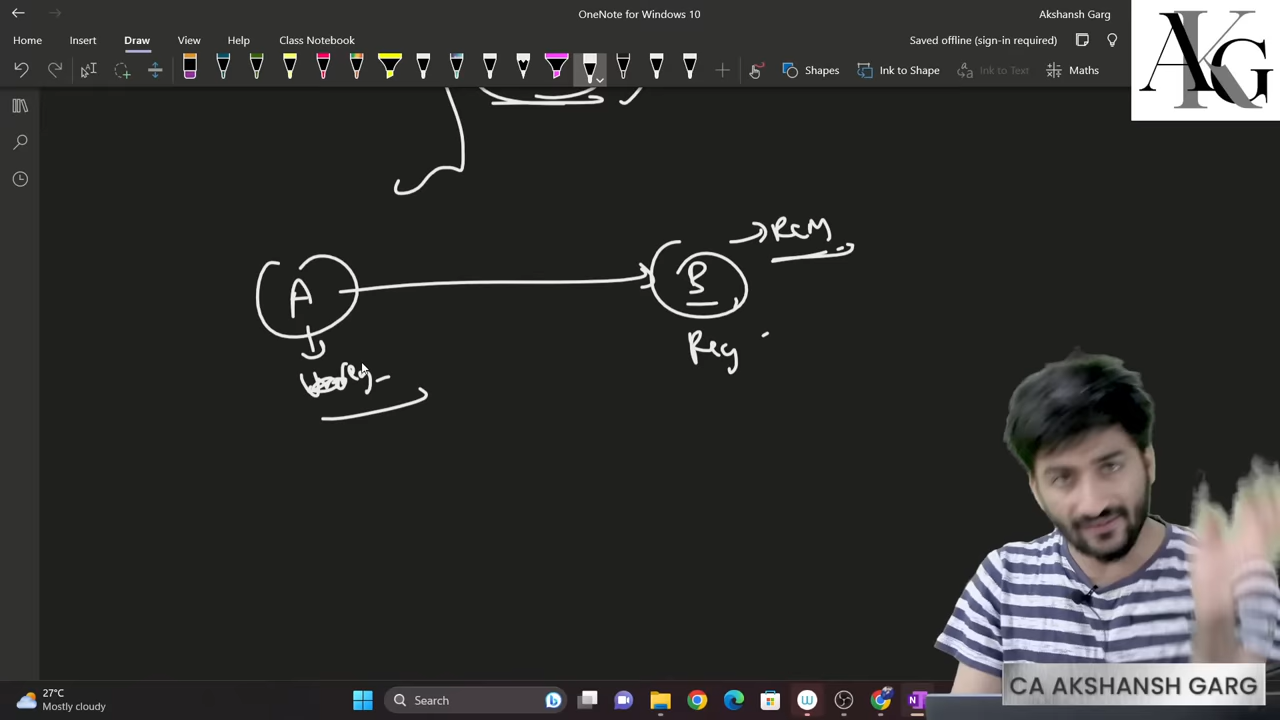 OneNote for Windows 10
Akshansh Garg
Home Insert Draw View Help Class Notebook
Saved offline (sign-in required)
Shapes Ink to Shape Ink to Text Maths
AKG
RCM
A
B
Reg
27°C
Mostly cloudy
Search
CA AKSHANSH GARG